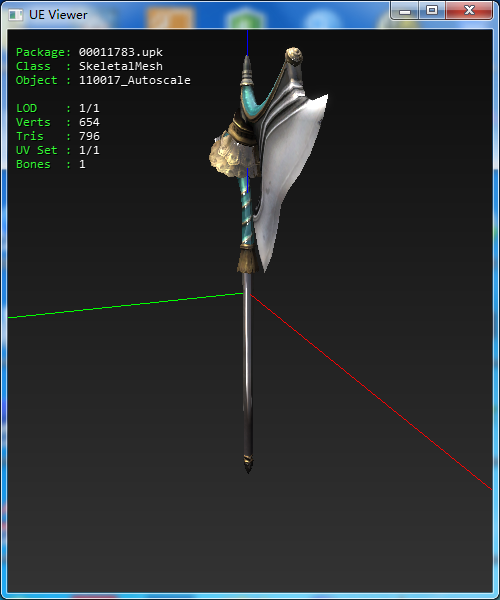 UE Viewer
Package: 00011783.upk
Class : SkeletalMesh
Object : 110017_Autoscale
LOD : 1/1
Verts : 654
Tris : 796
UV Set : 1/1
Bones : 1